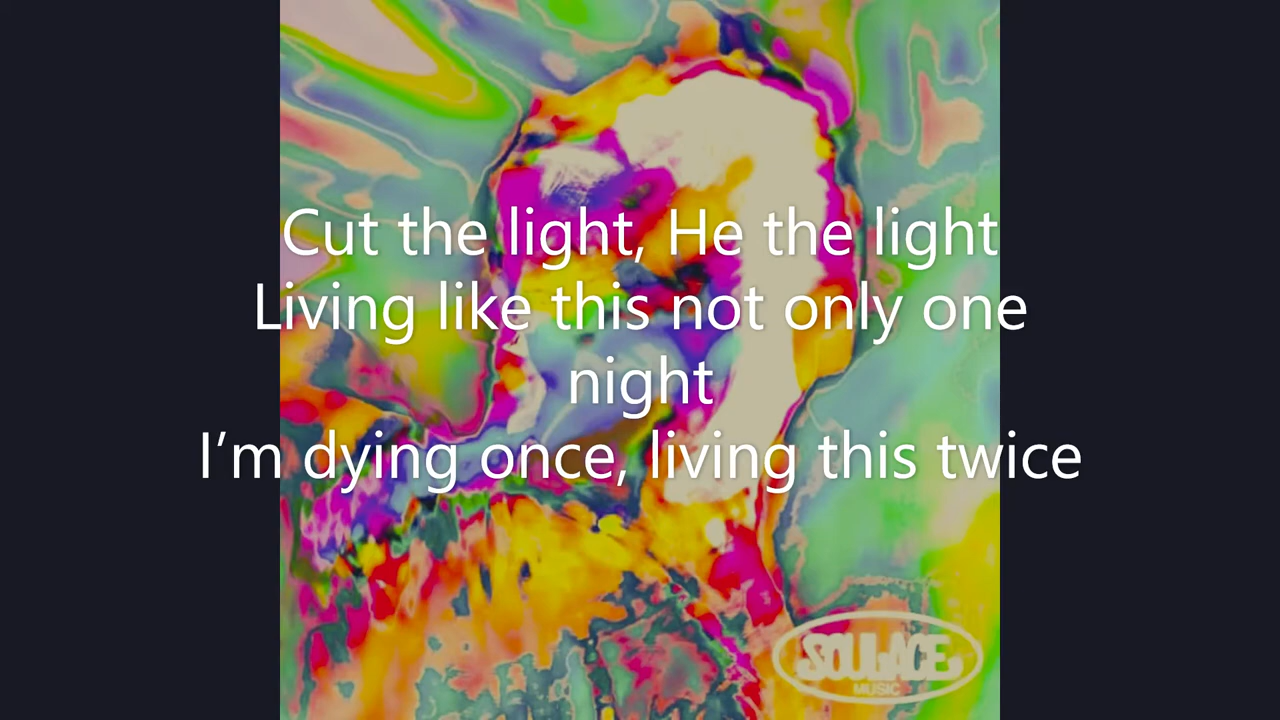 Cut the light, He the light
Living like this not only one
night
I’m dying once, living this twice
SOULACE
MUSIC